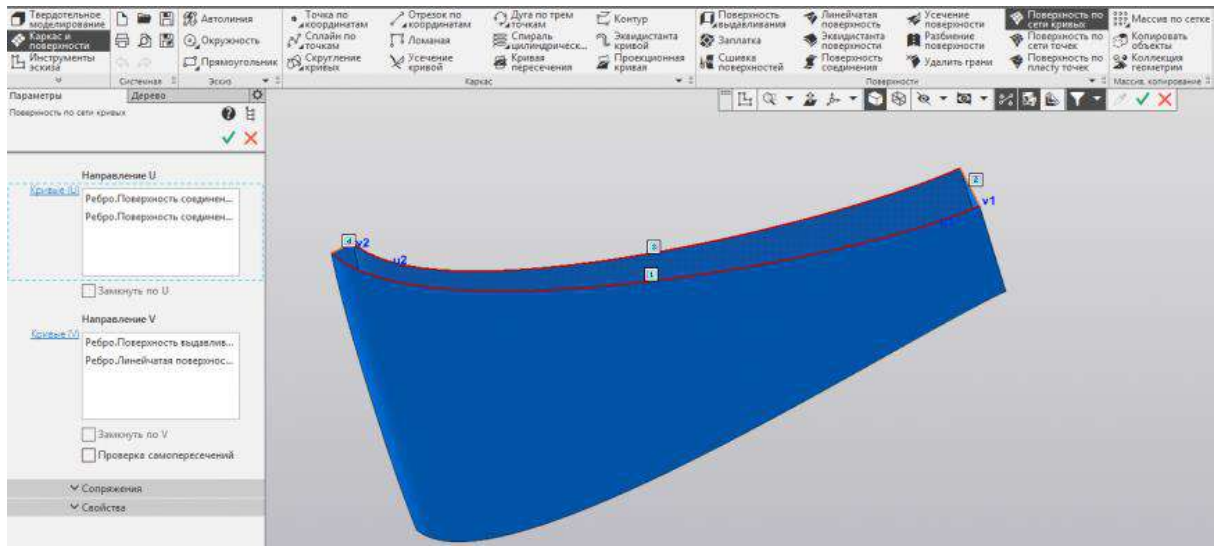 Твердотельное моделирование
Каркас и поверхности
Инструменты эскиза
Системная
Автолиния
Окружность
Прямоугольник
Эскиз
Точка по координатам
Сплайн по точкам
Скругление кривых
Отрезок по координатам
Ломаная
Усечение кривой
Дуга по трем точкам
Спираль цилиндрическ...
Кривая пересечения
Контур
Эквидистанта кривой
Проекционная кривая
Каркас
Поверхность выдавливания
Заплатка
Сшивка поверхностей
Линейчатая поверхность
Эквидистанта поверхности
Поверхность соединения
Усечение поверхности
Разбиение поверхности
Удалить грани
Поверхность по сети кривых
Поверхность по сети точек
Поверхность по пласту точек
Поверхности
Массив по сетке
Копировать объекты
Коллекция геометрии
Массив, копирование
Параметры
Дерево
Поверхность по сети кривых
Направление U
Кривые (U)
Ребро.Поверхность соединен...
Ребро.Поверхность соединен...
Замкнуть по U
Направление V
Кривые (V)
Ребро.Поверхность выдавлив...
Ребро.Линейчатая поверхнос...
Замкнуть по V
Проверка самопересечений
Сопряжения
Свойства
2
v1
4
v2
u2
3
1